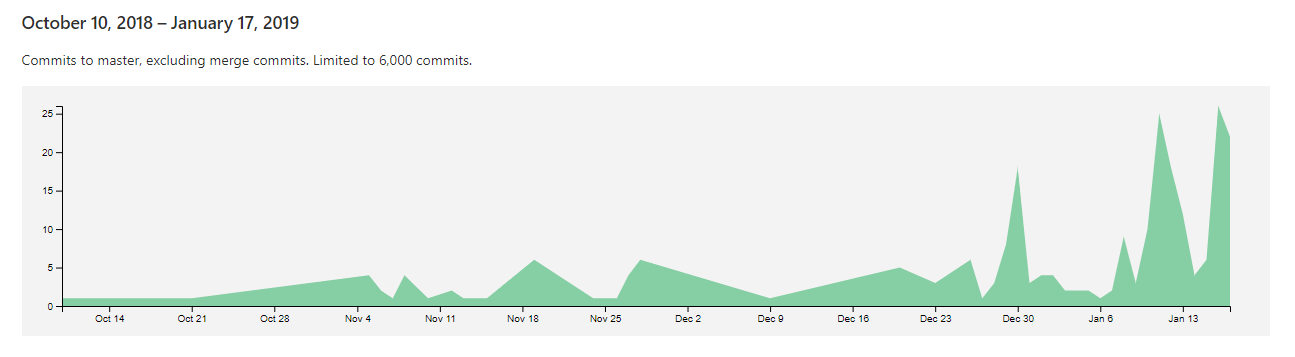 October 10, 2018 – January 17, 2019
Commits to master, excluding merge commits. Limited to 6,000 commits.
25
20
15
10
5
0
Oct 14 Oct 21 Oct 28 Nov 4 Nov 11 Nov 18 Nov 25 Dec 2 Dec 9 Dec 16 Dec 23 Dec 30 Jan 6 Jan 13